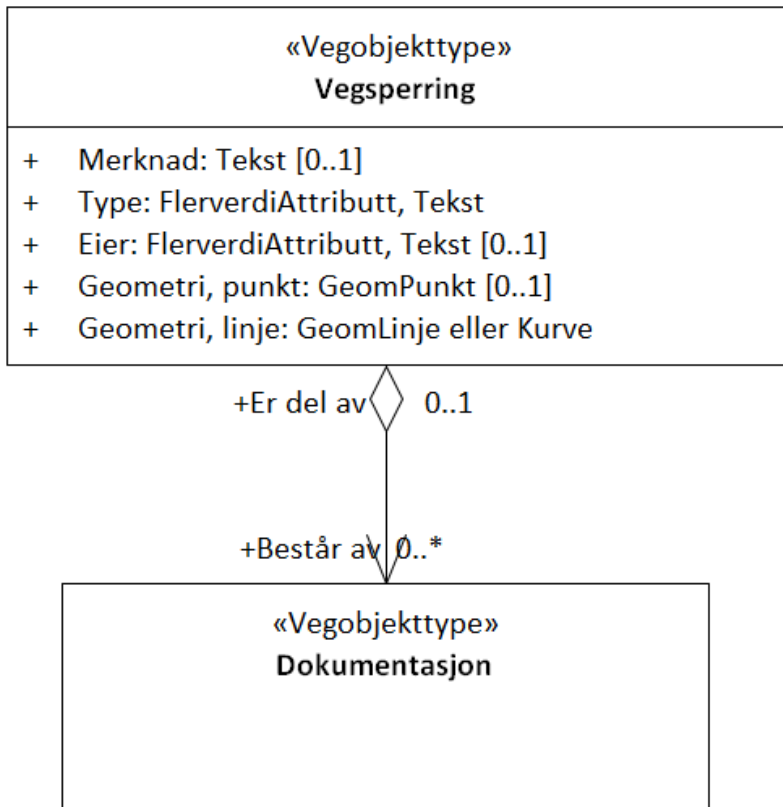 «Vegobjekttype»
Vegsperring
+ Merknad: Tekst [0..1]
+ Type: FlerverdiAttributt, Tekst
+ Eier: FlerverdiAttributt, Tekst [0..1]
+ Geometri, punkt: GeomPunkt [0..1]
+ Geometri, linje: GeomLinje eller Kurve
+Er del av 0..1
+Består av 0..*
«Vegobjekttype»
Dokumentasjon